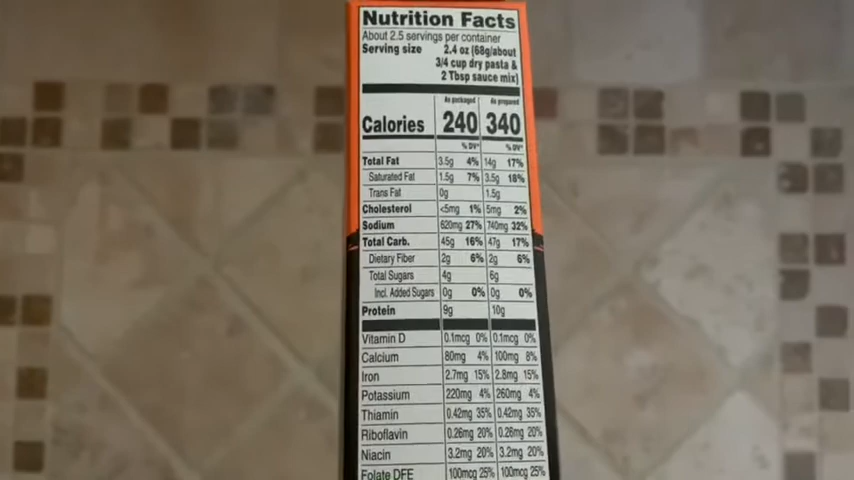 Nutrition Facts
About 2.5 servings per container
Serving size 2.4 oz (68g/about
3/4 cup dry pasta &
2 Tbsp sauce mix)
As packaged As prepared
Calories 240 340
% DV* % DV*
Total Fat 3.5g 4% 14g 17%
Saturated Fat 1.5g 7% 3.5g 18%
Trans Fat 0g 1.5g
Cholesterol <5mg 1% 5mg 2%
Sodium 620mg 27% 740mg 32%
Total Carb. 45g 16% 47g 17%
Dietary Fiber 2g 6% 2g 6%
Total Sugars 4g 6g
Incl. Added Sugars 0g 0% 0g 0%
Protein 9g 10g
Vitamin D 0.1mcg 0% 0.1mcg 0%
Calcium 80mg 4% 100mg 8%
Iron 2.7mg 15% 2.8mg 15%
Potassium 220mg 4% 260mg 4%
Thiamin 0.42mg 35% 0.42mg 35%
Riboflavin 0.26mg 20% 0.26mg 20%
Niacin 3.2mg 20% 3.2mg 20%
Folate DFE 100mcg 25% 100mcg 25%